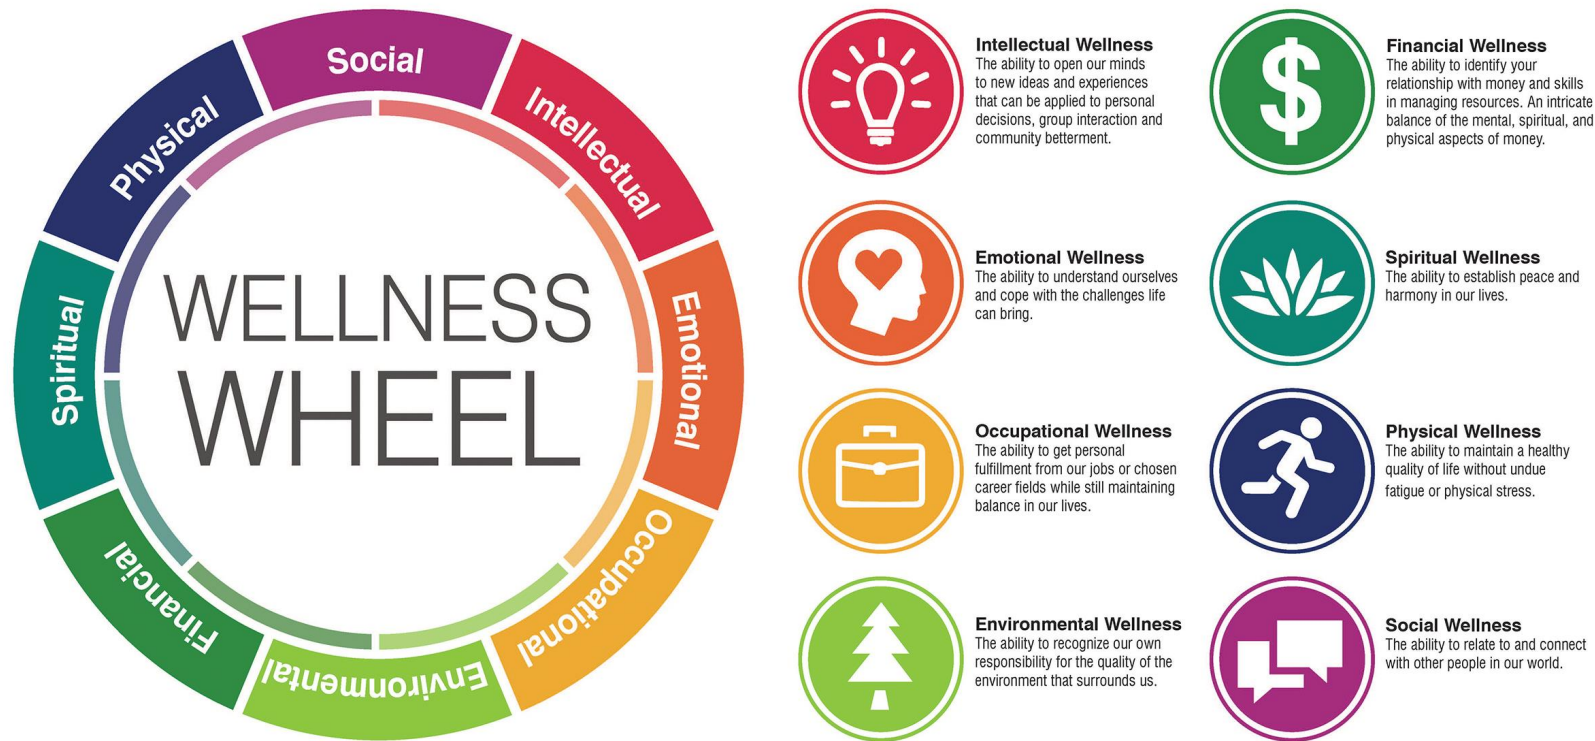 Social
Intellectual
Emotional
Occupational
Environmental
Financial
Spiritual
Physical
WELLNESS
WHEEL
Intellectual Wellness
The ability to open our minds
to new ideas and experiences
that can be applied to personal
decisions, group interaction and
community betterment.
Emotional Wellness
The ability to understand ourselves
and cope with the challenges life
can bring.
Occupational Wellness
The ability to get personal
fulfillment from our jobs or chosen
career fields while still maintaining
balance in our lives.
Environmental Wellness
The ability to recognize our own
responsibility for the quality of the
environment that surrounds us.
$
Financial Wellness
The ability to identify your
relationship with money and skills
in managing resources. An intricate
balance of the mental, spiritual, and
physical aspects of money.
Spiritual Wellness
The ability to establish peace and
harmony in our lives.
Physical Wellness
The ability to maintain a healthy
quality of life without undue
fatigue or physical stress.
Social Wellness
The ability to relate to and connect
with other people in our world.